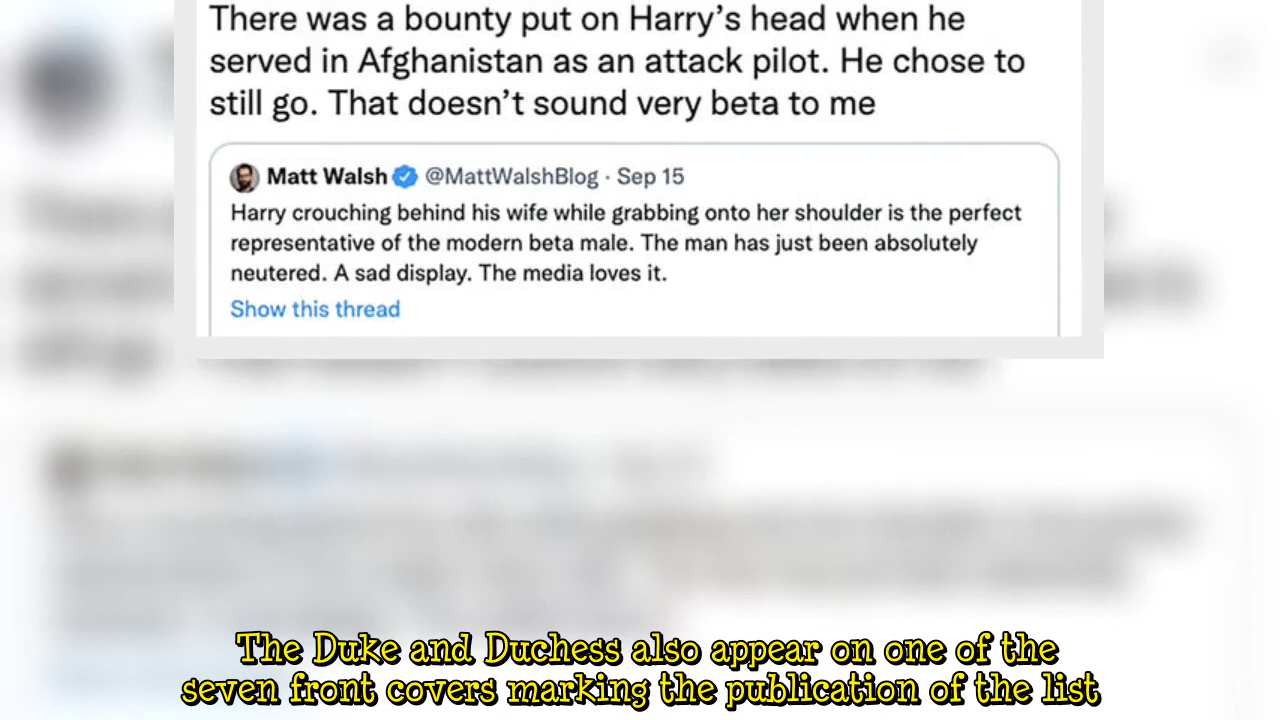 There was a bounty put on Harry’s head when he
served in Afghanistan as an attack pilot. He chose to
still go. That doesn’t sound very beta to me
Matt Walsh @MattWalshBlog · Sep 15
Harry crouching behind his wife while grabbing onto her shoulder is the perfect
representative of the modern beta male. The man has just been absolutely
neutered. A sad display. The media loves it.
Show this thread
The Duke and Duchess also appear on one of the
seven front covers marking the publication of the list